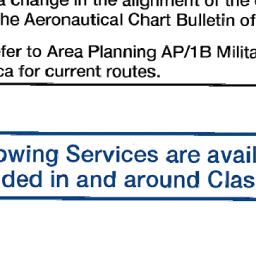 a change in the alignment of the
he Aeronautical Chart Bulletin of
fer to Area Planning AP/1B Milita
ca for current routes.
owing Services are avail
ded in and around Clas